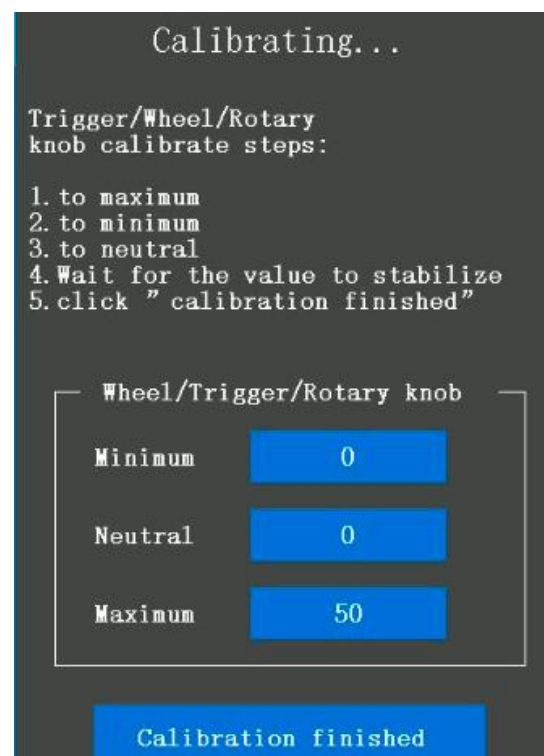 Calibrating...
Trigger/Wheel/Rotary
knob calibrate steps:
1. to maximum
2. to minimum
3. to neutral
4. Wait for the value to stabilize
5. click ″ calibration finished″
Wheel/Trigger/Rotary knob
Minimum 0
Neutral 0
Maximum 50
Calibration finished